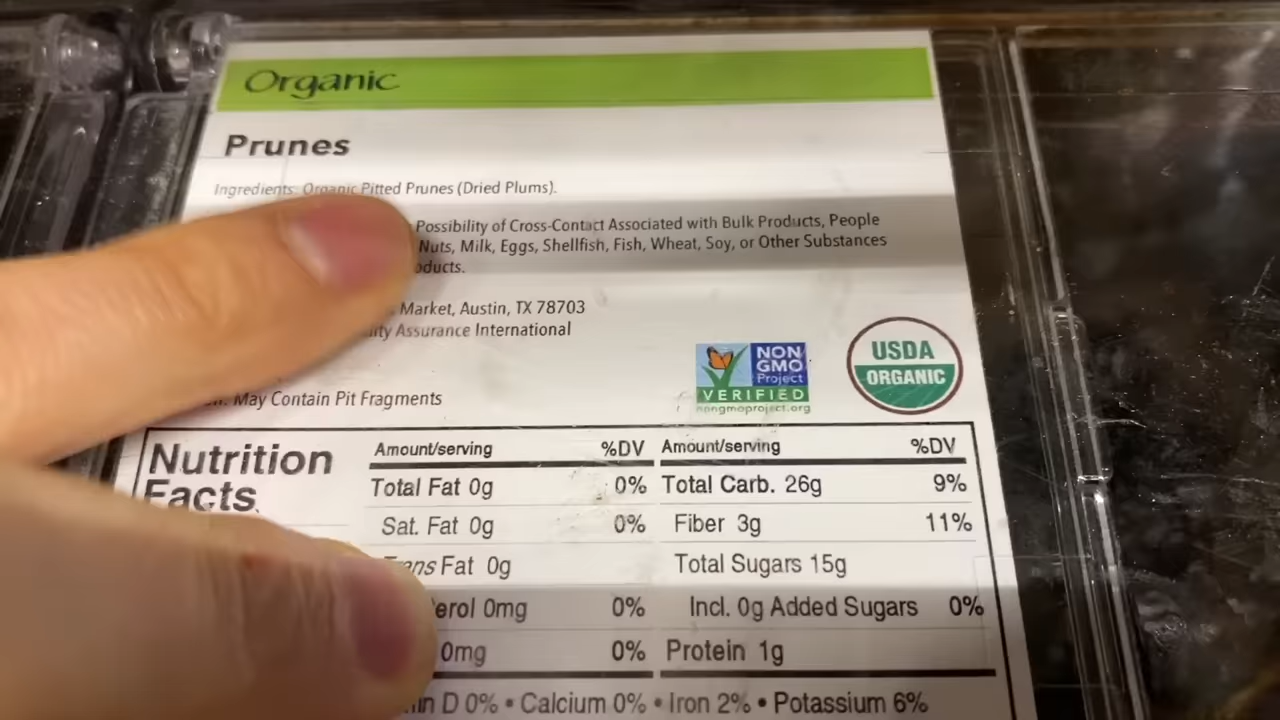 Organic
Prunes
Ingredients: Organic Pitted Prunes (Dried Plums).
Possibility of Cross-Contact Associated with Bulk Products, People
Nuts, Milk, Eggs, Shellfish, Fish, Wheat, Soy, or Other Substances
oducts.
Market, Austin, TX 78703
ity Assurance International
NON
GMO
Project
VERIFIED
nongmoproject.org
USDA
ORGANIC
May Contain Pit Fragments
Nutrition
Facts
Amount/serving %DV Amount/serving %DV
Total Fat 0g 0% Total Carb. 26g 9%
Sat. Fat 0g 0% Fiber 3g 11%
ans Fat 0g Total Sugars 15g
erol 0mg 0% Incl. 0g Added Sugars 0%
0mg 0% Protein 1g
in D 0% • Calcium 0% • Iron 2% • Potassium 6%